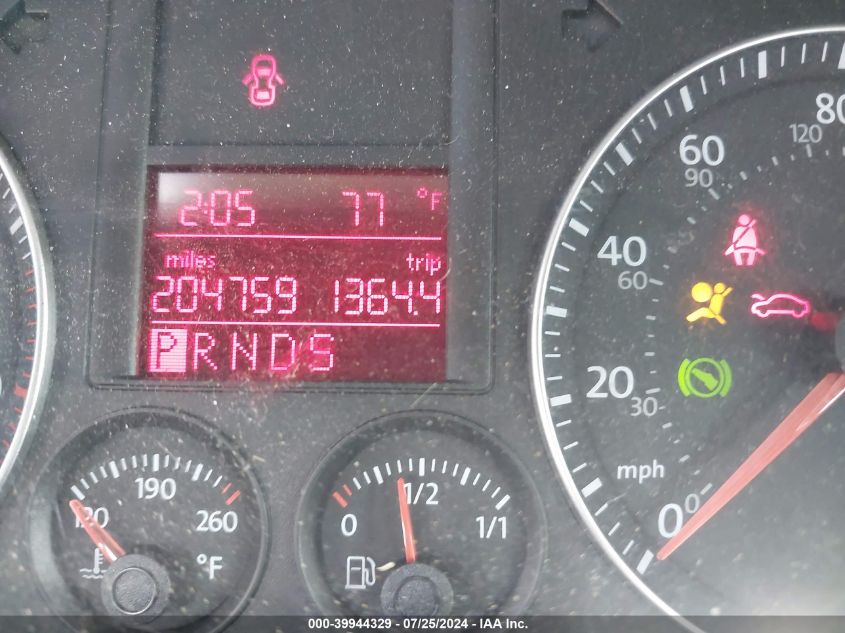 2:05 77 °F
miles trip
204759 1364.4
P R N D S
120 190 260
°F
0 1/2 1/1
0 20 40 60 80
0 30 60 90 120
mph
000-39944329 - 07/25/2024 - IAA Inc.